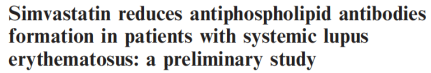 Simvastatin reduces antiphospholipid antibodies
formation in patients with systemic lupus
erythematosus: a preliminary study